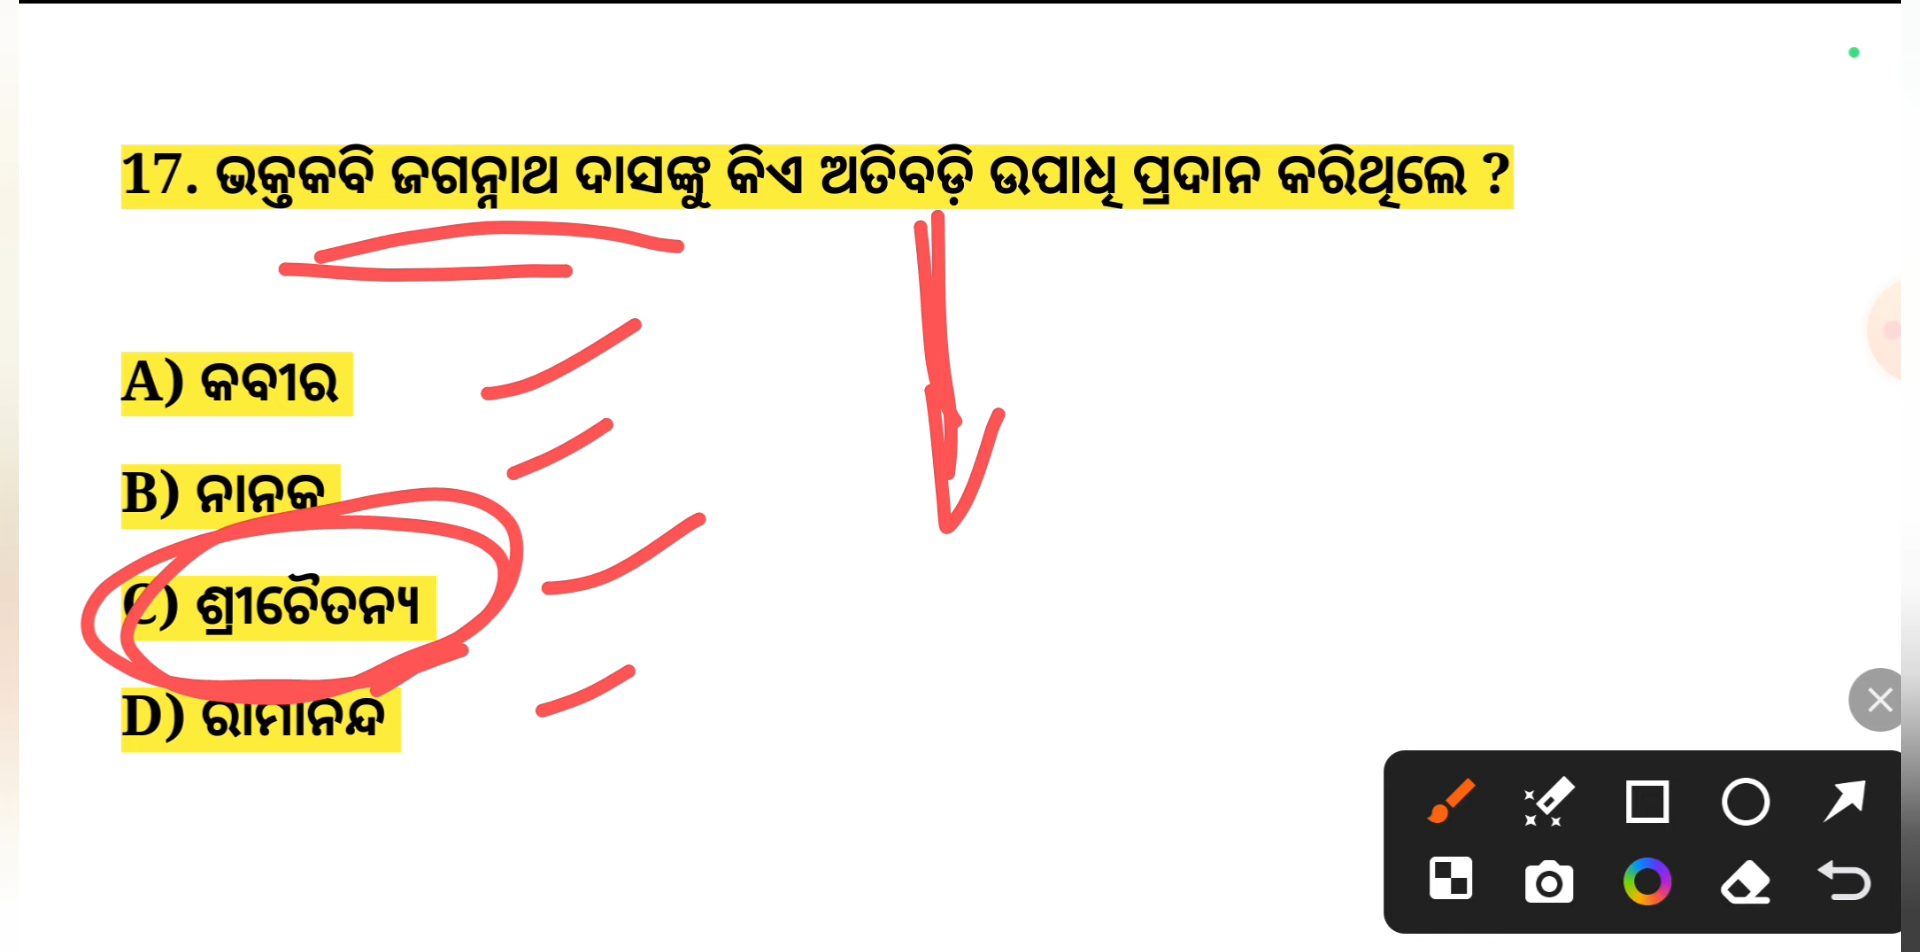 17. ଭକ୍ତକବି ଜଗନ୍ନାଥ ଦାସଙ୍କୁ କିଏ ଅତିବଡ଼ି ଉପାଧି ପ୍ରଦାନ କରିଥିଲେ ?
A) କବୀର
B) ନାନକ
C) ଶ୍ରୀଚୈତନ୍ୟ
D) ରାମାନନ୍ଦ